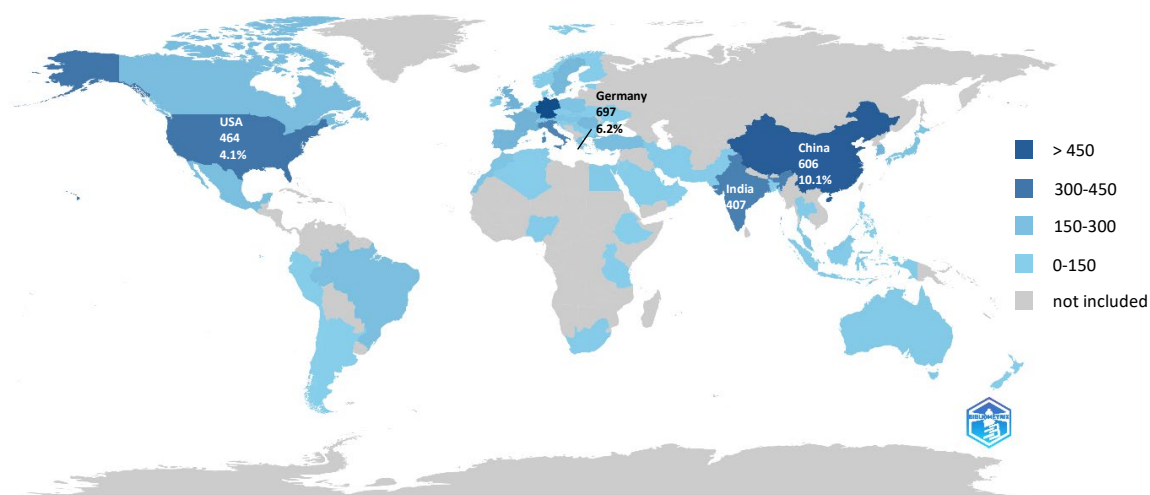 Germany
697
6.2%
USA
464
4.1%
China
606
10.1%
India
407
> 450
300-450
150-300
0-150
not included
BIBLIOMETRIX